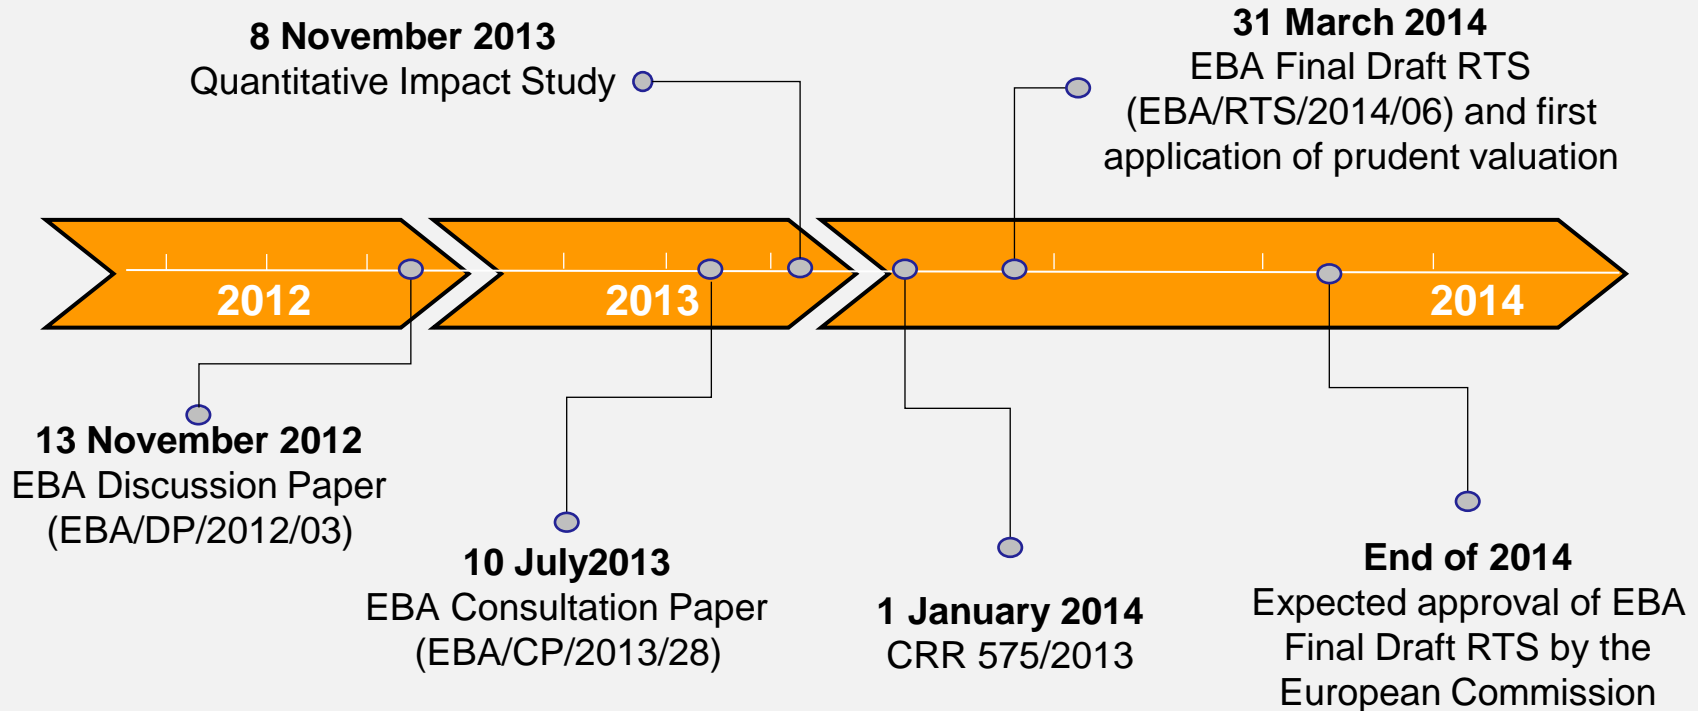 8 November 2013
Quantitative Impact Study
31 March 2014
EBA Final Draft RTS
(EBA/RTS/2014/06) and first
application of prudent valuation
2012
2013
2014
13 November 2012
EBA Discussion Paper
(EBA/DP/2012/03)
10 July2013
EBA Consultation Paper
(EBA/CP/2013/28)
1 January 2014
CRR 575/2013
End of 2014
Expected approval of EBA
Final Draft RTS by the
European Commission